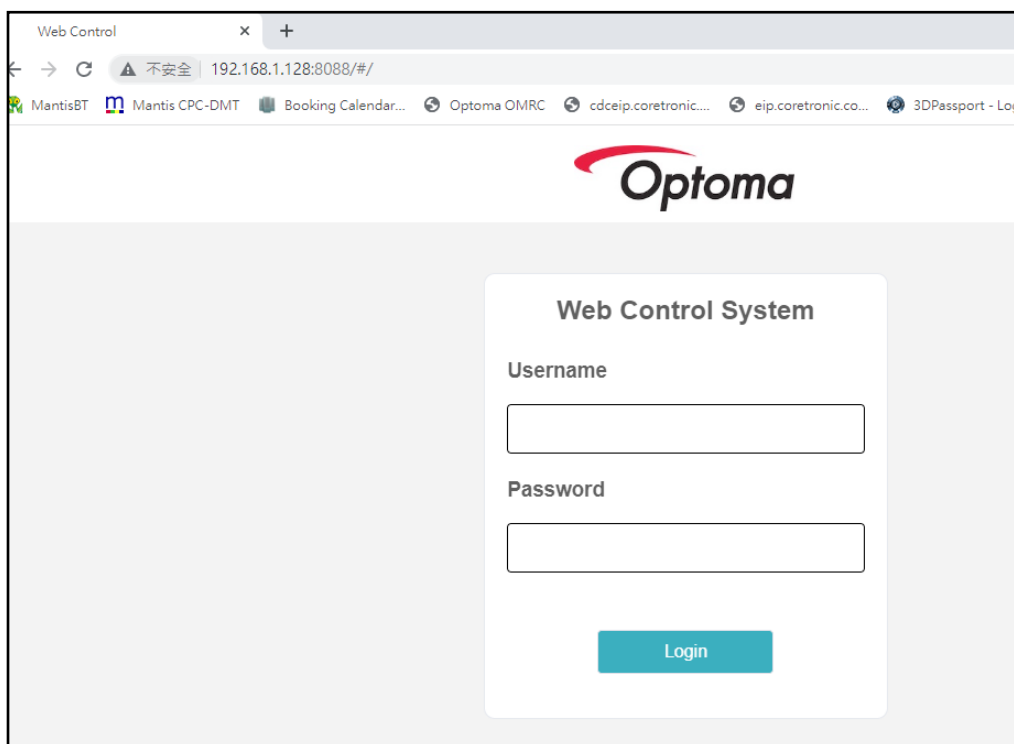 Web Control
不安全 192.168.1.128:8088/#/
MantisBT Mantis CPC-DMT Booking Calendar... Optoma OMRC cdceip.coretronic.... eip.coretronic.co... 3DPassport - Log
Optoma
Web Control System
Username
Password
Login